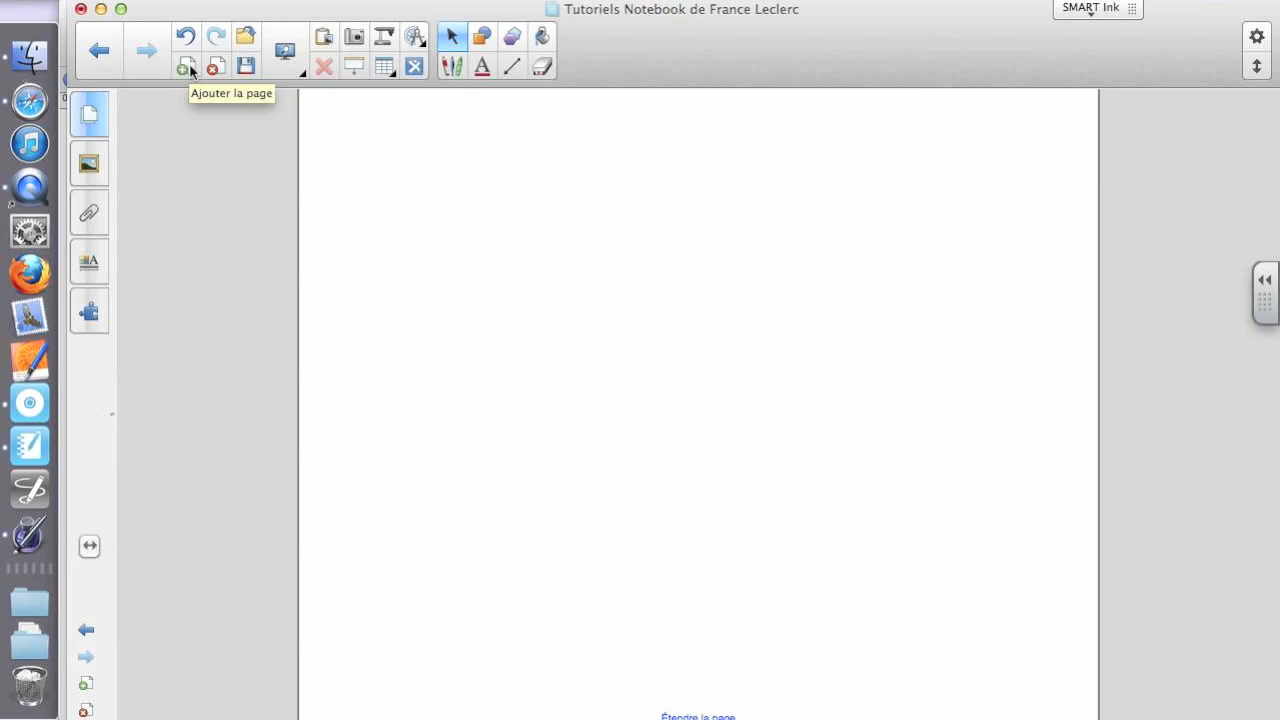 Tutoriels Notebook de France Leclerc
SMART Ink
Ajouter la page
Étendre la page